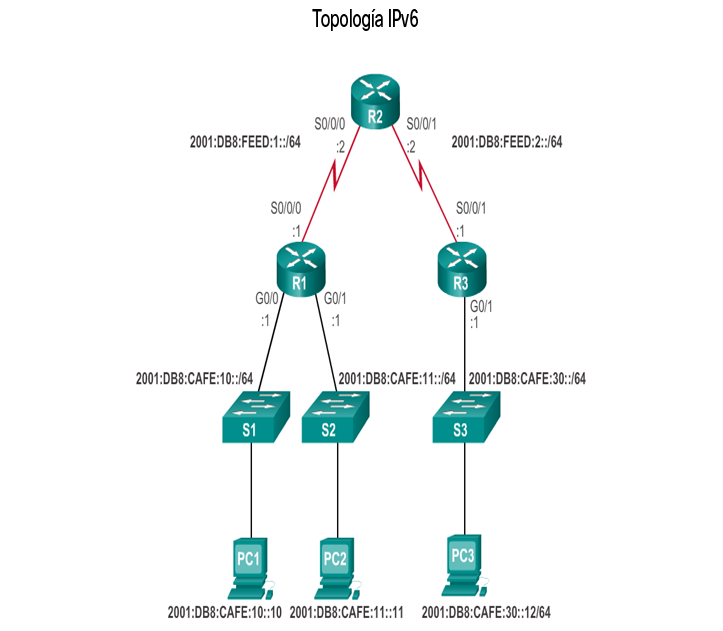 Topología IPv6
R2
S0/0/0
S0/0/1
2001:DB8:FEED:1::/64
:2
:2
2001:DB8:FEED:2::/64
S0/0/0
S0/0/1
:1
:1
R1
R3
G0/0
G0/1
G0/1
:1
:1
:1
2001:DB8:CAFE:10::/64
2001:DB8:CAFE:11::/64
2001:DB8:CAFE:30::/64
S1
S2
S3
PC1
PC2
PC3
2001:DB8:CAFE:10::10
2001:DB8:CAFE:11::11
2001:DB8:CAFE:30::12/64